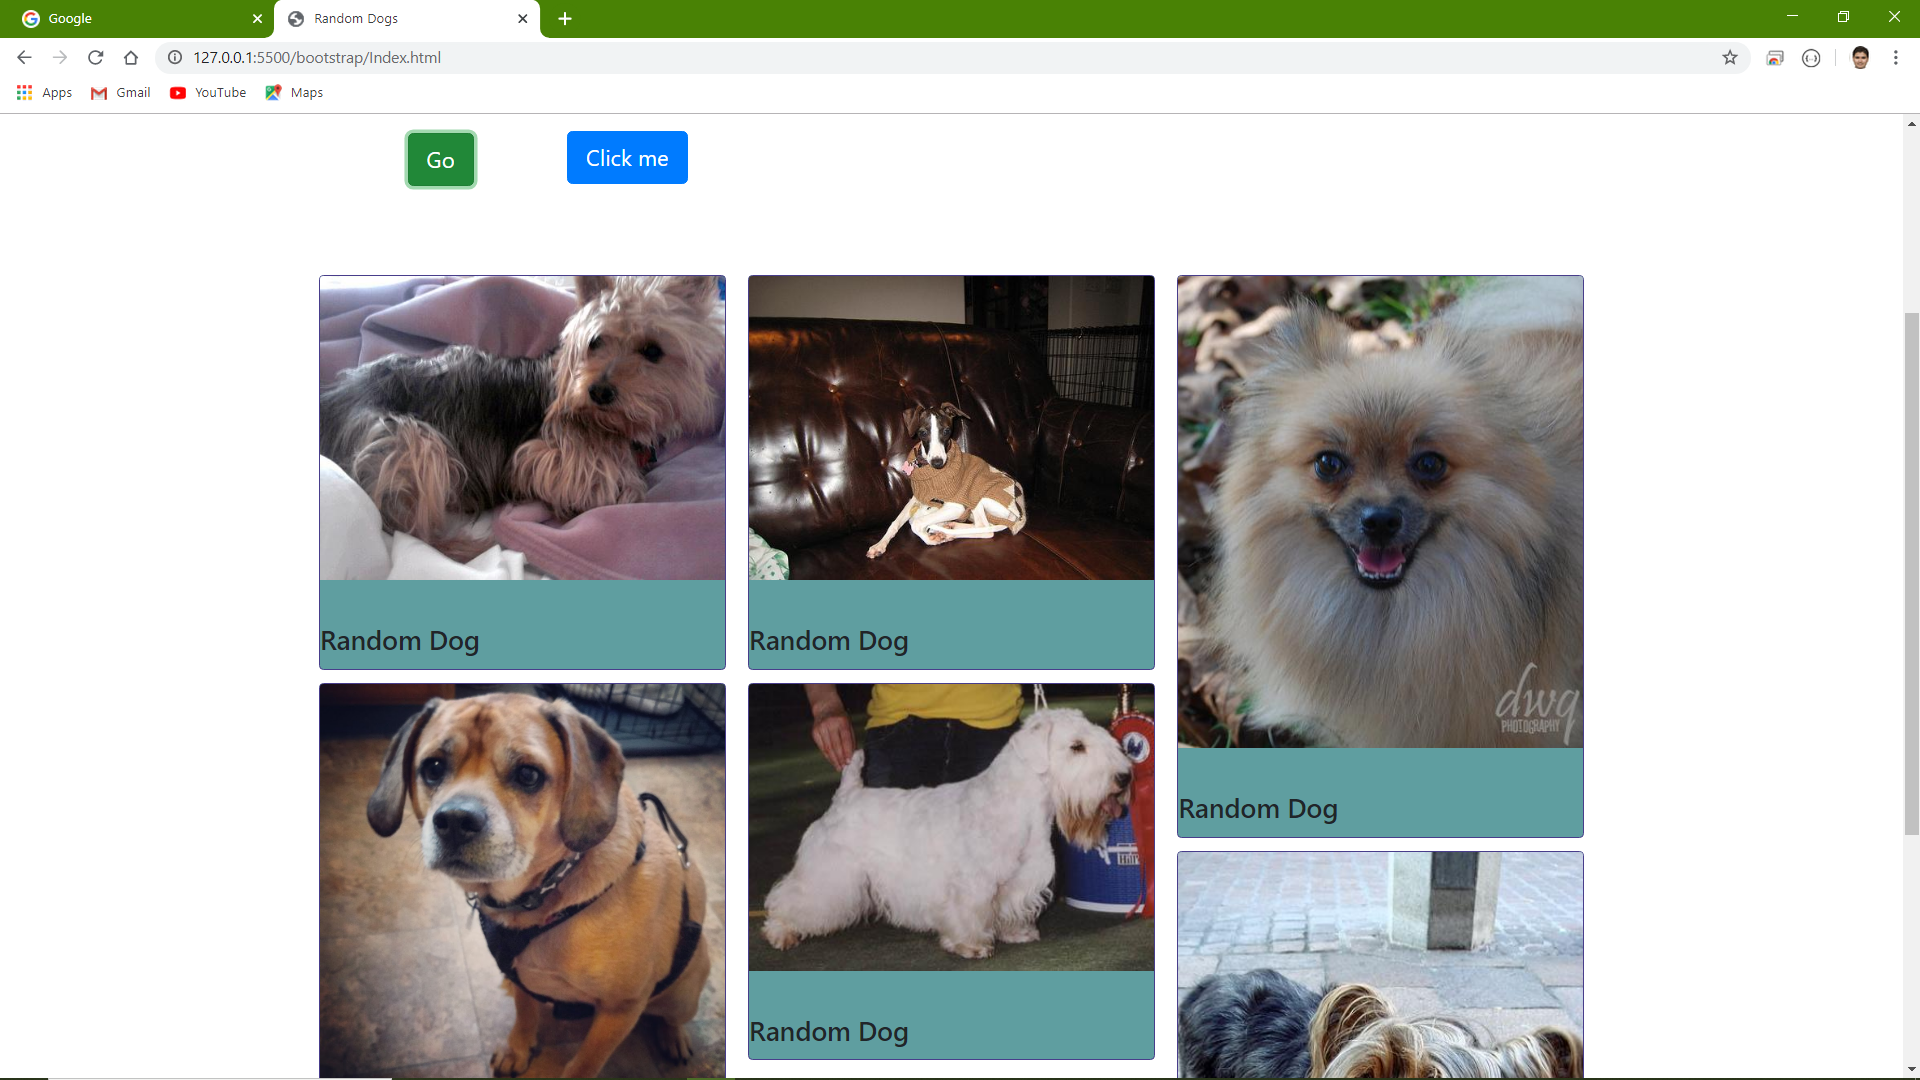 Google
Random Dogs
127.0.0.1:5500/bootstrap/Index.html
Apps
Gmail
YouTube
Maps
Go
Click me
dwq
PHOTOGRAPHY
Random Dog
Random Dog
Random Dog
Random Dog